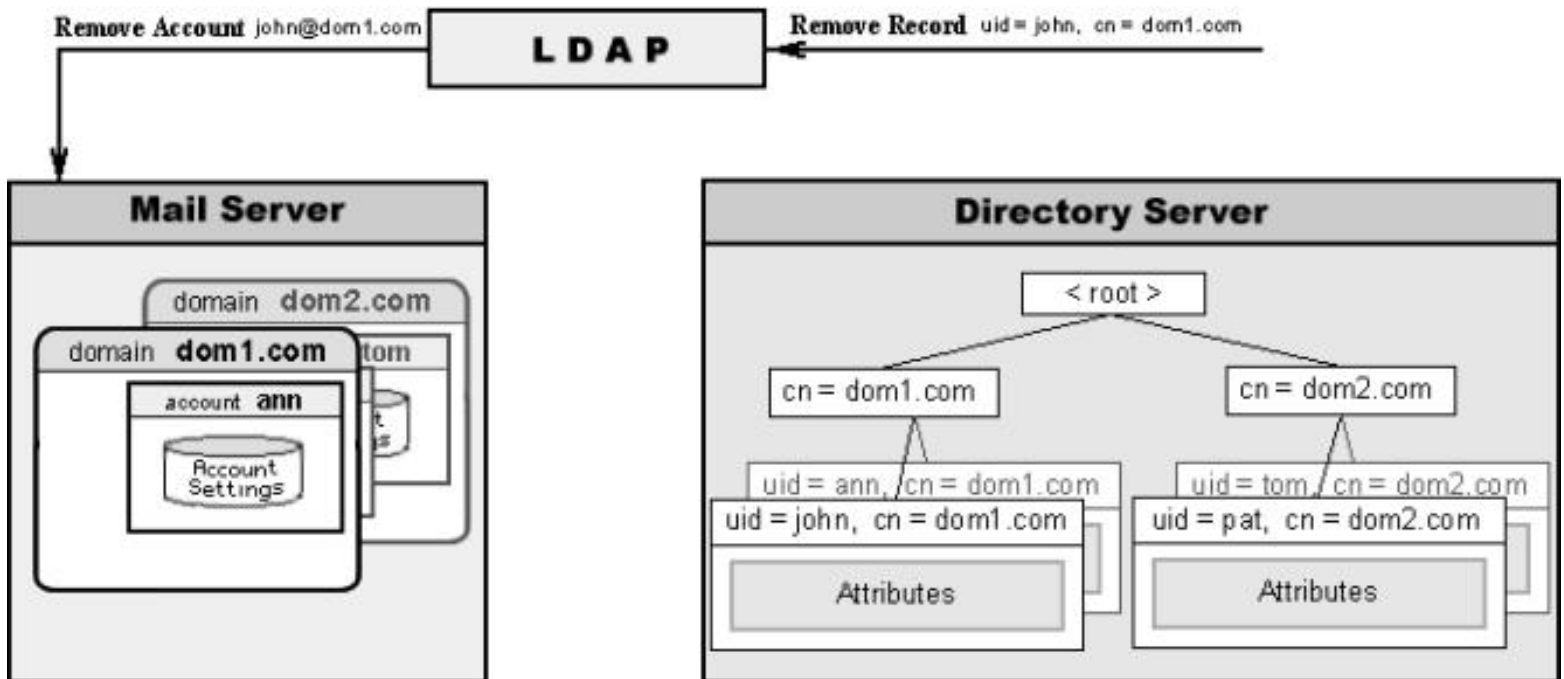 Remove Account john@dom1.com
LDAP
Remove Record uid = john, cn = dom1.com
Mail Server
domain dom2.com
tom
domain dom1.com
account ann
Account
Settings
Directory Server
< root >
cn = dom1.com
cn = dom2.com
uid = ann, cn = dom1.com
uid = john, cn = dom1.com
Attributes
uid = tom, cn = dom2.com
uid = pat, cn = dom2.com
Attributes